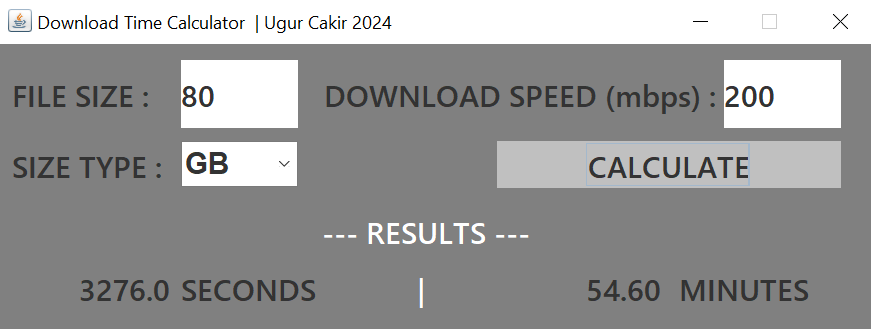 Download Time Calculator | Ugur Cakir 2024
FILE SIZE : 80 DOWNLOAD SPEED (mbps) : 200
SIZE TYPE : GB CALCULATE
--- RESULTS ---
3276.0 SECONDS | 54.60 MINUTES